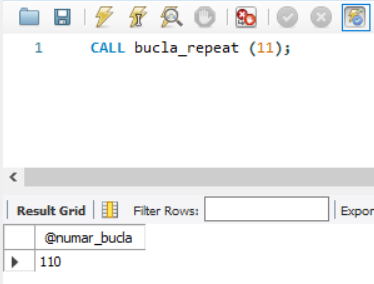 1 CALL bucla_repeat (11);
Result Grid Filter Rows: Expor
@numar_bucla
110